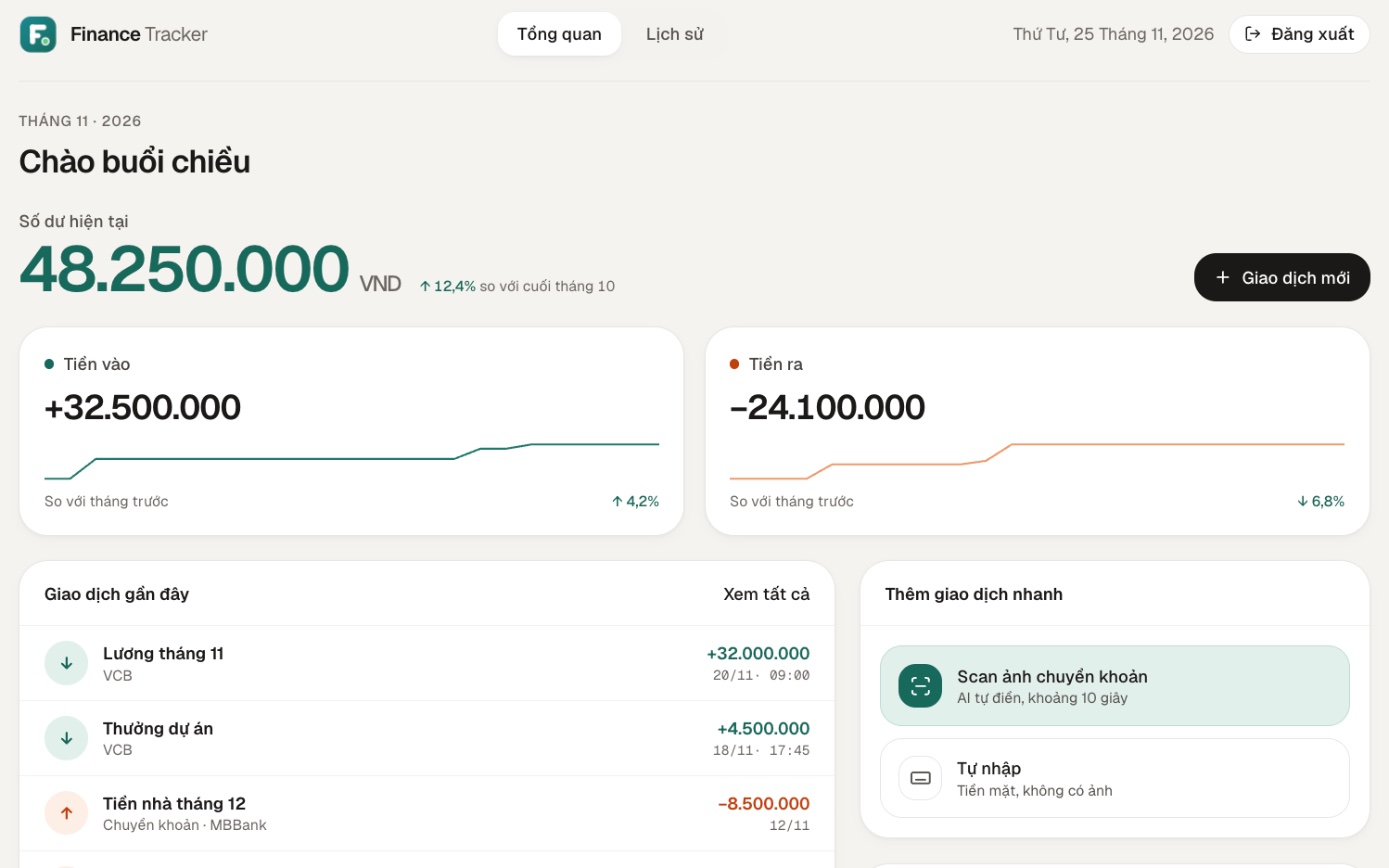 Finance Tracker
Tổng quan
Lịch sử
Thứ Tư, 25 Tháng 11, 2026
Đăng xuất
THÁNG 11 · 2026
Chào buổi chiều
Số dư hiện tại
48.250.000 VND ↑ 12,4% so với cuối tháng 10
+ Giao dịch mới
Tiền vào
+32.500.000
So với tháng trước ↑ 4,2%
Tiền ra
−24.100.000
So với tháng trước ↓ 6,8%
Giao dịch gần đây
Xem tất cả
Lương tháng 11
VCB
+32.000.000
20/11 · 09:00
Thưởng dự án
VCB
+4.500.000
18/11 · 17:45
Tiền nhà tháng 12
Chuyển khoản · MBBank
−8.500.000
12/11
Thêm giao dịch nhanh
Scan ảnh chuyển khoản
AI tự điền, khoảng 10 giây
Tự nhập
Tiền mặt, không có ảnh